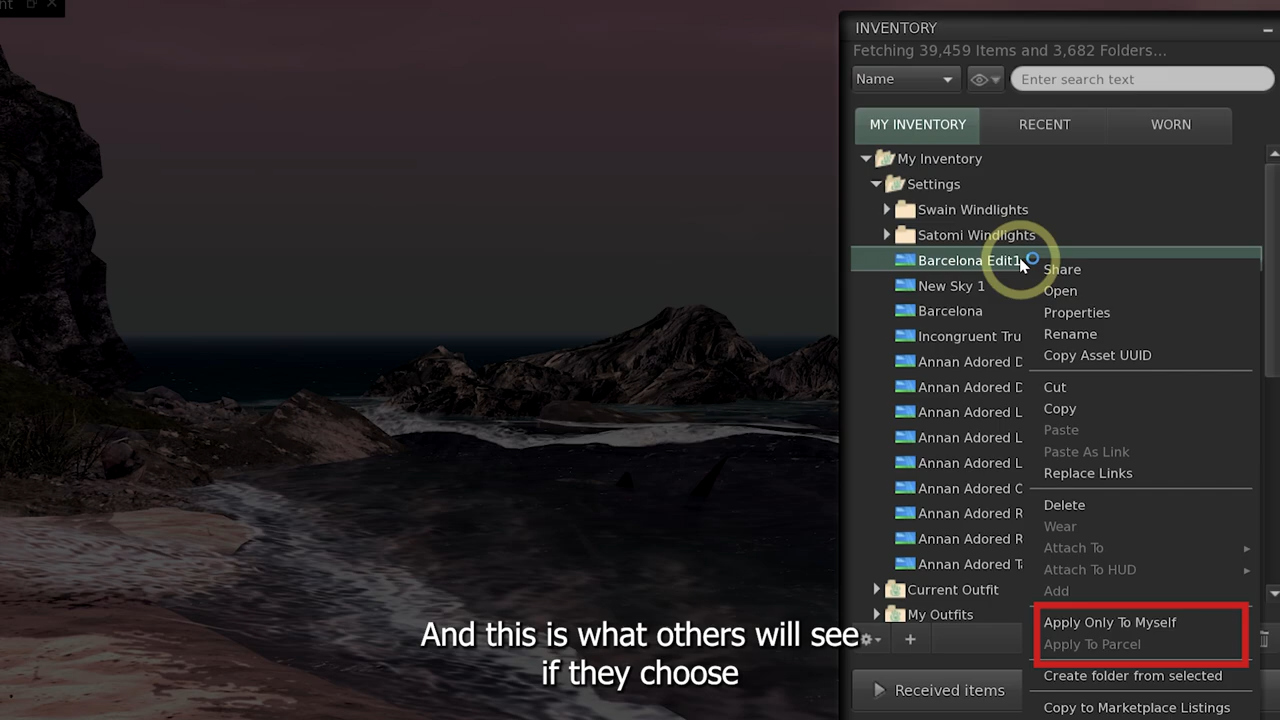 nt
INVENTORY
Fetching 39,459 Items and 3,682 Folders...
Name
Enter search text
MY INVENTORY
RECENT
WORN
My Inventory
Settings
Swain Windlights
Satomi Windlights
Barcelona Edit1
New Sky 1
Barcelona
Incongruent Tru
Annan Adored D
Annan Adored D
Annan Adored L
Annan Adored L
Annan Adored L
Annan Adored O
Annan Adored R
Annan Adored R
Annan Adored T
Current Outfit
My Outfits
Received items
Share
Open
Properties
Rename
Copy Asset UUID
Cut
Copy
Paste
Paste As Link
Replace Links
Delete
Wear
Attach To
Attach To HUD
Add
Apply Only To Myself
Apply To Parcel
Create folder from selected
Copy to Marketplace Listings
And this is what others will see
if they choose